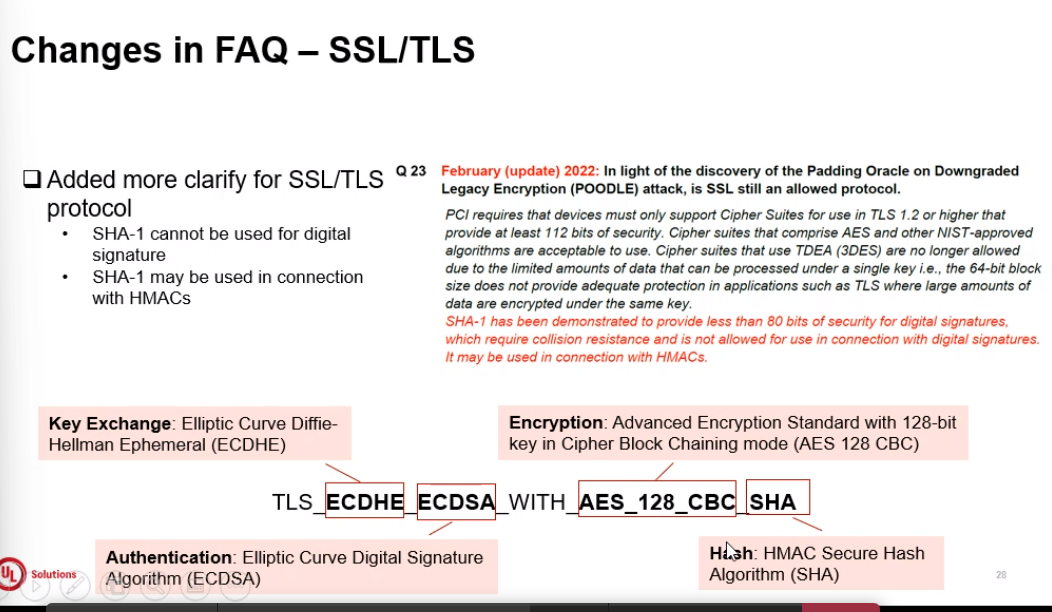 Changes in FAQ – SSL/TLS
❑ Added more clarify for SSL/TLS
protocol
• SHA-1 cannot be used for digital
signature
• SHA-1 may be used in connection
with HMACs
Q 23 February (update) 2022: In light of the discovery of the Padding Oracle on Downgraded
Legacy Encryption (POODLE) attack, is SSL still an allowed protocol.
PCI requires that devices must only support Cipher Suites for use in TLS 1.2 or higher that
provide at least 112 bits of security. Cipher suites that comprise AES and other NIST-approved
algorithms are acceptable to use. Cipher suites that use TDEA (3DES) are no longer allowed
due to the limited amounts of data that can be processed under a single key i.e., the 64-bit block
size does not provide adequate protection in applications such as TLS where large amounts of
data are encrypted under the same key.
SHA-1 has been demonstrated to provide less than 80 bits of security for digital signatures,
which require collision resistance and is not allowed for use in connection with digital signatures.
It may be used in connection with HMACs.
Key Exchange: Elliptic Curve Diffie-
Hellman Ephemeral (ECDHE)
Encryption: Advanced Encryption Standard with 128-bit
key in Cipher Block Chaining mode (AES 128 CBC)
TLS_ECDHE_ECDSA_WITH_AES_128_CBC_SHA
Authentication: Elliptic Curve Digital Signature
Algorithm (ECDSA)
Hash: HMAC Secure Hash
Algorithm (SHA)
UL Solutions
28